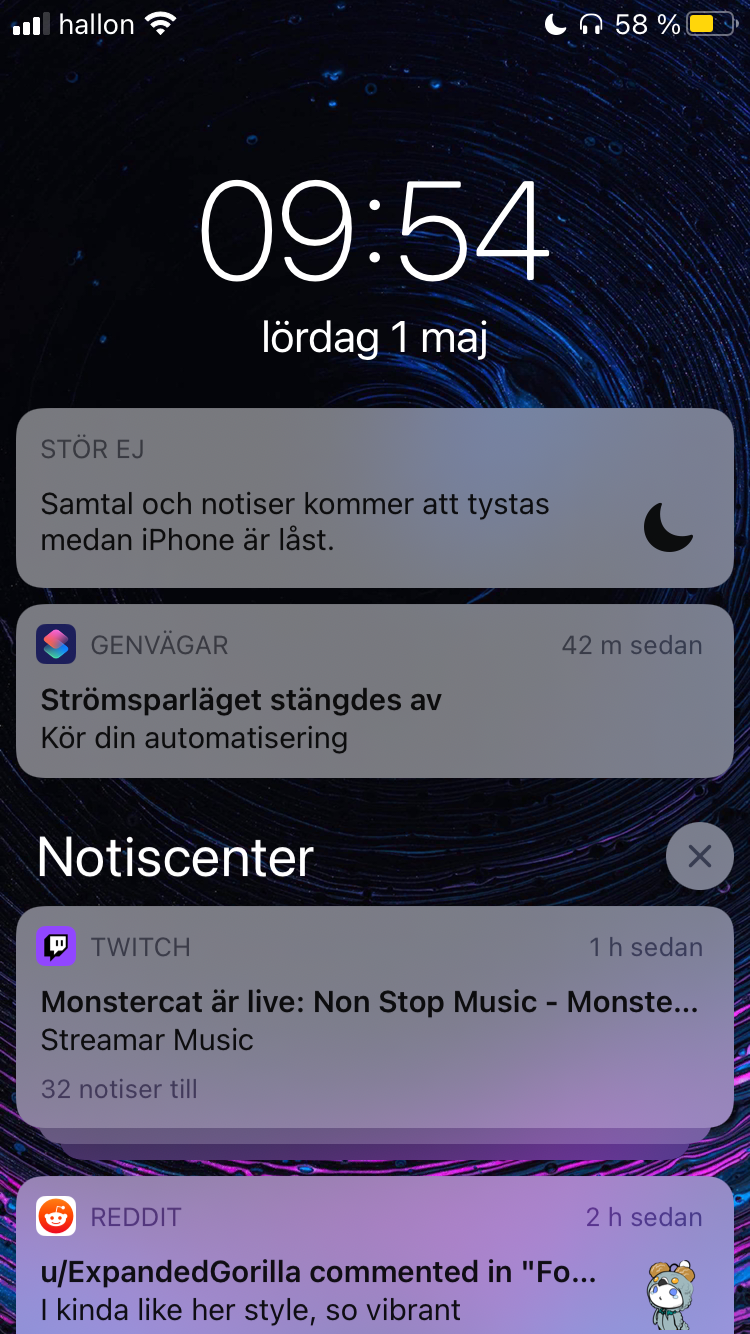 hallon 58 %
09:54
lördag 1 maj
STÖR EJ
Samtal och notiser kommer att tystas
medan iPhone är låst.
GENVÄGAR 42 m sedan
Strömsparläget stängdes av
Kör din automatisering
Notiscenter
TWITCH 1 h sedan
Monstercat är live: Non Stop Music - Monste...
Streamar Music
32 notiser till
REDDIT 2 h sedan
u/ExpandedGorilla commented in "Fo...
I kinda like her style, so vibrant